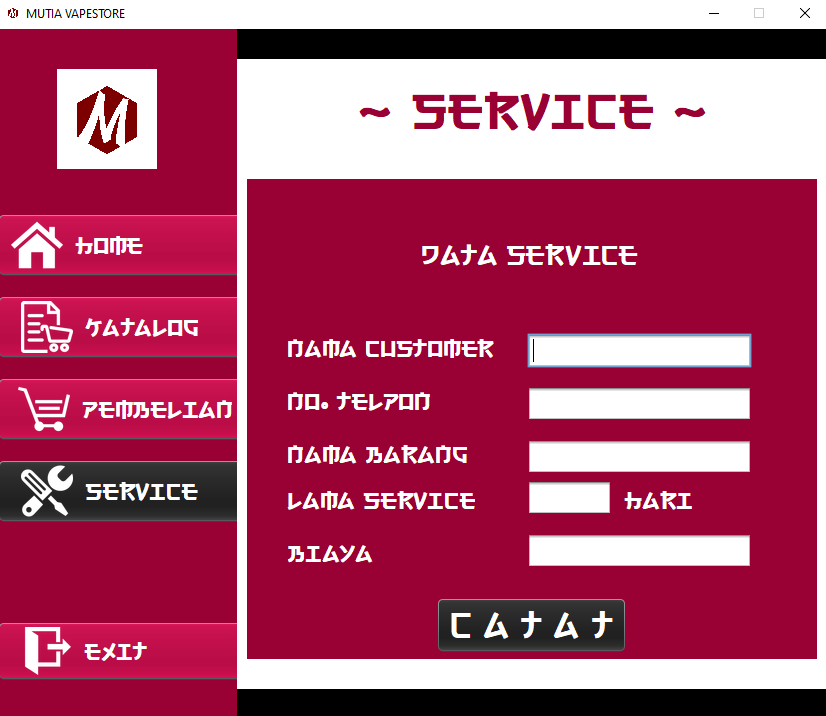 MUTIA VAPESTORE
M
~ SERVICE ~
HOME
KATALOG
PEMBELIAN
SERVICE
EXIT
DATA SERVICE
NAMA CUSTOMER
NO. TELPON
NAMA BARANG
LAMA SERVICE HARI
BIAYA
CATAT